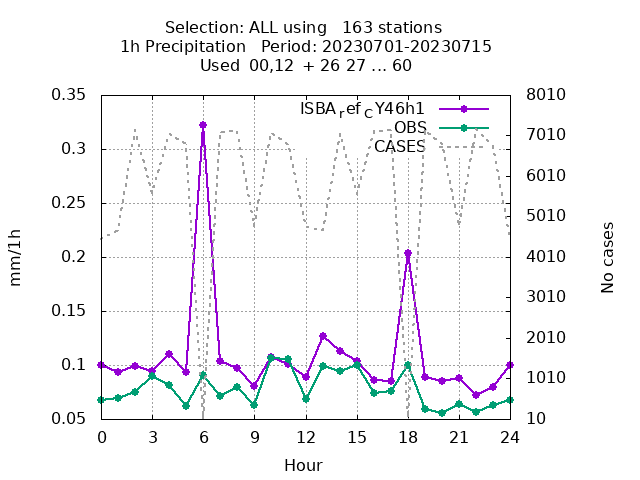 Selection: ALL using 163 stations
1h Precipitation Period: 20230701-20230715
Used 00,12 + 26 27 ... 60
0.35 8010
ISBA_ref_CY46h1
OBS
CASES
0.3 7010
0.25 6010
0.2 5010
0.15 4010
0.1 3010
0.05 2010
1010
10
mm/1h
No cases
0 3 6 9 12 15 18 21 24
Hour